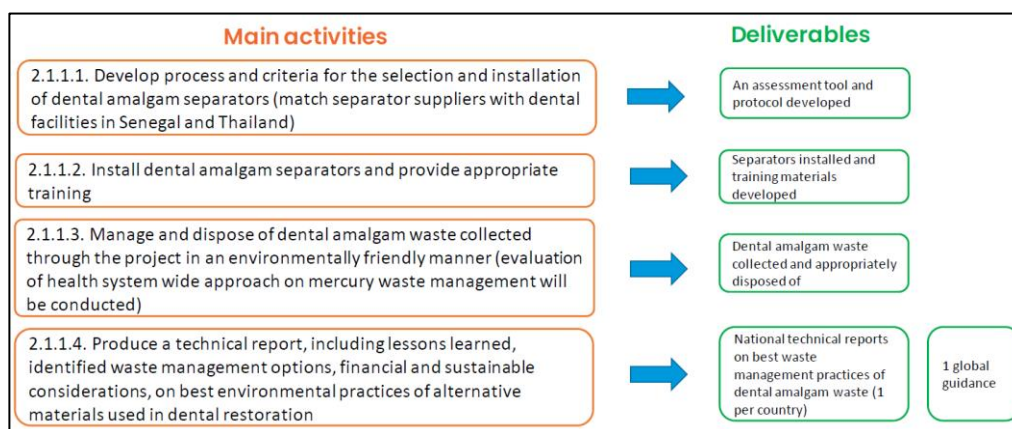 Main activities
Deliverables
2.1.1.1. Develop process and criteria for the selection and installation
of dental amalgam separators (match separator suppliers with dental
facilities in Senegal and Thailand)
An assessment tool and
protocol developed
2.1.1.2. Install dental amalgam separators and provide appropriate
training
Separators installed and
training materials
developed
2.1.1.3. Manage and dispose of dental amalgam waste collected
through the project in an environmentally friendly manner (evaluation
of health system wide approach on mercury waste management will
be conducted)
Dental amalgam waste
collected and appropriately
disposed of
2.1.1.4. Produce a technical report, including lessons learned,
identified waste management options, financial and sustainable
considerations, on best environmental practices of alternative
materials used in dental restoration
National technical reports
on best waste
management practices of
dental amalgam waste (1
per country)
1 global
guidance